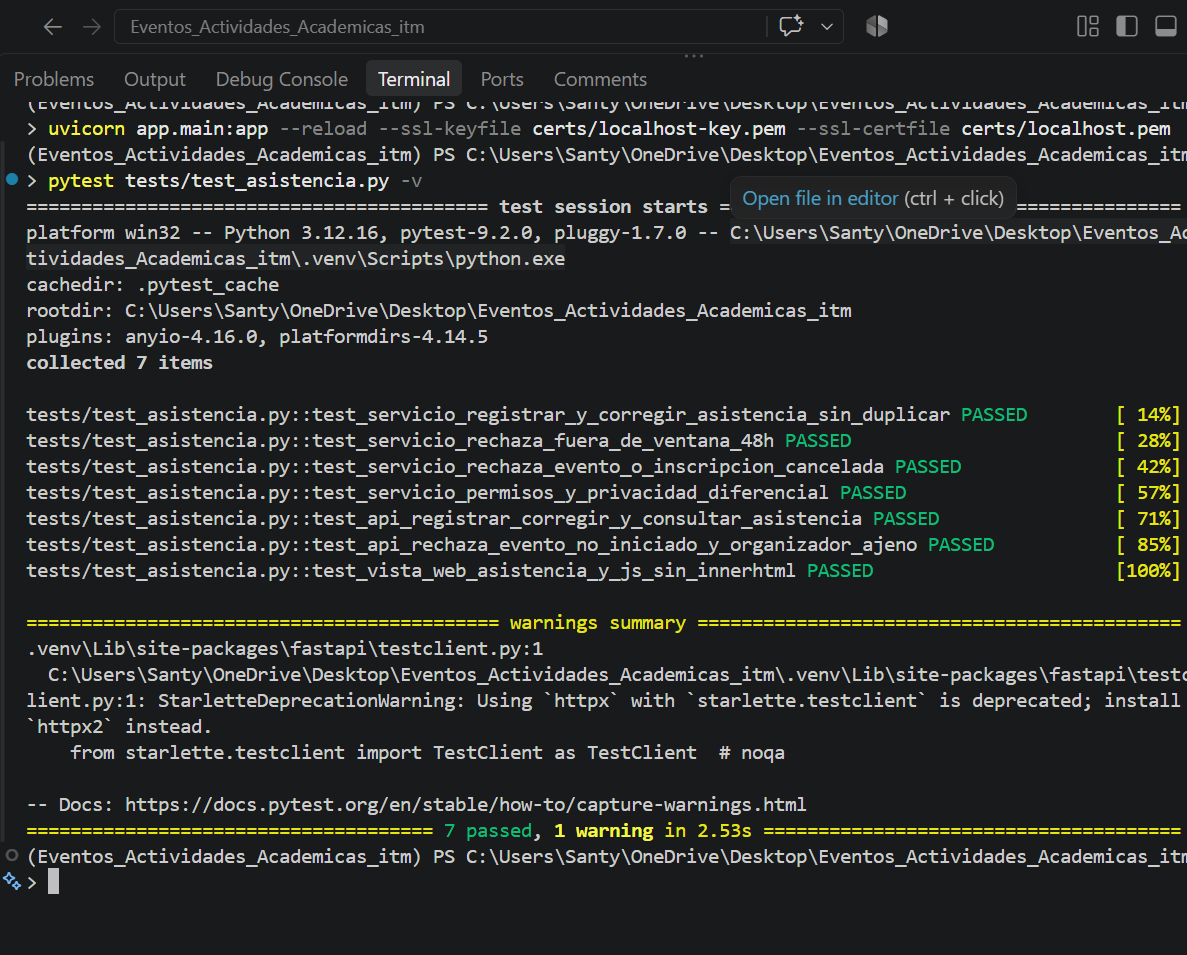 Eventos_Actividades_Academicas_itm
Problems Output Debug Console Terminal Ports Comments
(Eventos_Actividades_Academicas_itm) PS C:\Users\Santy\OneDrive\Desktop\Eventos_Actividades_Academicas_itm
> uvicorn app.main:app --reload --ssl-keyfile certs/localhost-key.pem --ssl-certfile certs/localhost.pem
(Eventos_Actividades_Academicas_itm) PS C:\Users\Santy\OneDrive\Desktop\Eventos_Actividades_Academicas_itm
> pytest tests/test_asistencia.py -v
Open file in editor (ctrl + click)
========================================== test session starts = ===============
platform win32 -- Python 3.12.16, pytest-9.2.0, pluggy-1.7.0 -- C:\Users\Santy\OneDrive\Desktop\Eventos_Ac
tividades_Academicas_itm\.venv\Scripts\python.exe
cachedir: .pytest_cache
rootdir: C:\Users\Santy\OneDrive\Desktop\Eventos_Actividades_Academicas_itm
plugins: anyio-4.16.0, platformdirs-4.14.5
collected 7 items
tests/test_asistencia.py::test_servicio_registrar_y_corregir_asistencia_sin_duplicar PASSED [ 14%]
tests/test_asistencia.py::test_servicio_rechaza_fuera_de_ventana_48h PASSED [ 28%]
tests/test_asistencia.py::test_servicio_rechaza_evento_o_inscripcion_cancelada PASSED [ 42%]
tests/test_asistencia.py::test_servicio_permisos_y_privacidad_diferencial PASSED [ 57%]
tests/test_asistencia.py::test_api_registrar_corregir_y_consultar_asistencia PASSED [ 71%]
tests/test_asistencia.py::test_api_rechaza_evento_no_iniciado_y_organizador_ajeno PASSED [ 85%]
tests/test_asistencia.py::test_vista_web_asistencia_y_js_sin_innerhtml PASSED [100%]
=========================================== warnings summary ============================================
.venv\Lib\site-packages\fastapi\testclient.py:1
C:\Users\Santy\OneDrive\Desktop\Eventos_Actividades_Academicas_itm\.venv\Lib\site-packages\fastapi\testc
lient.py:1: StarletteDeprecationWarning: Using `httpx` with `starlette.testclient` is deprecated; install
`httpx2` instead.
from starlette.testclient import TestClient as TestClient # noqa
-- Docs: https://docs.pytest.org/en/stable/how-to/capture-warnings.html
===================================== 7 passed, 1 warning in 2.53s ======================================
(Eventos_Actividades_Academicas_itm) PS C:\Users\Santy\OneDrive\Desktop\Eventos_Actividades_Academicas_itm
>